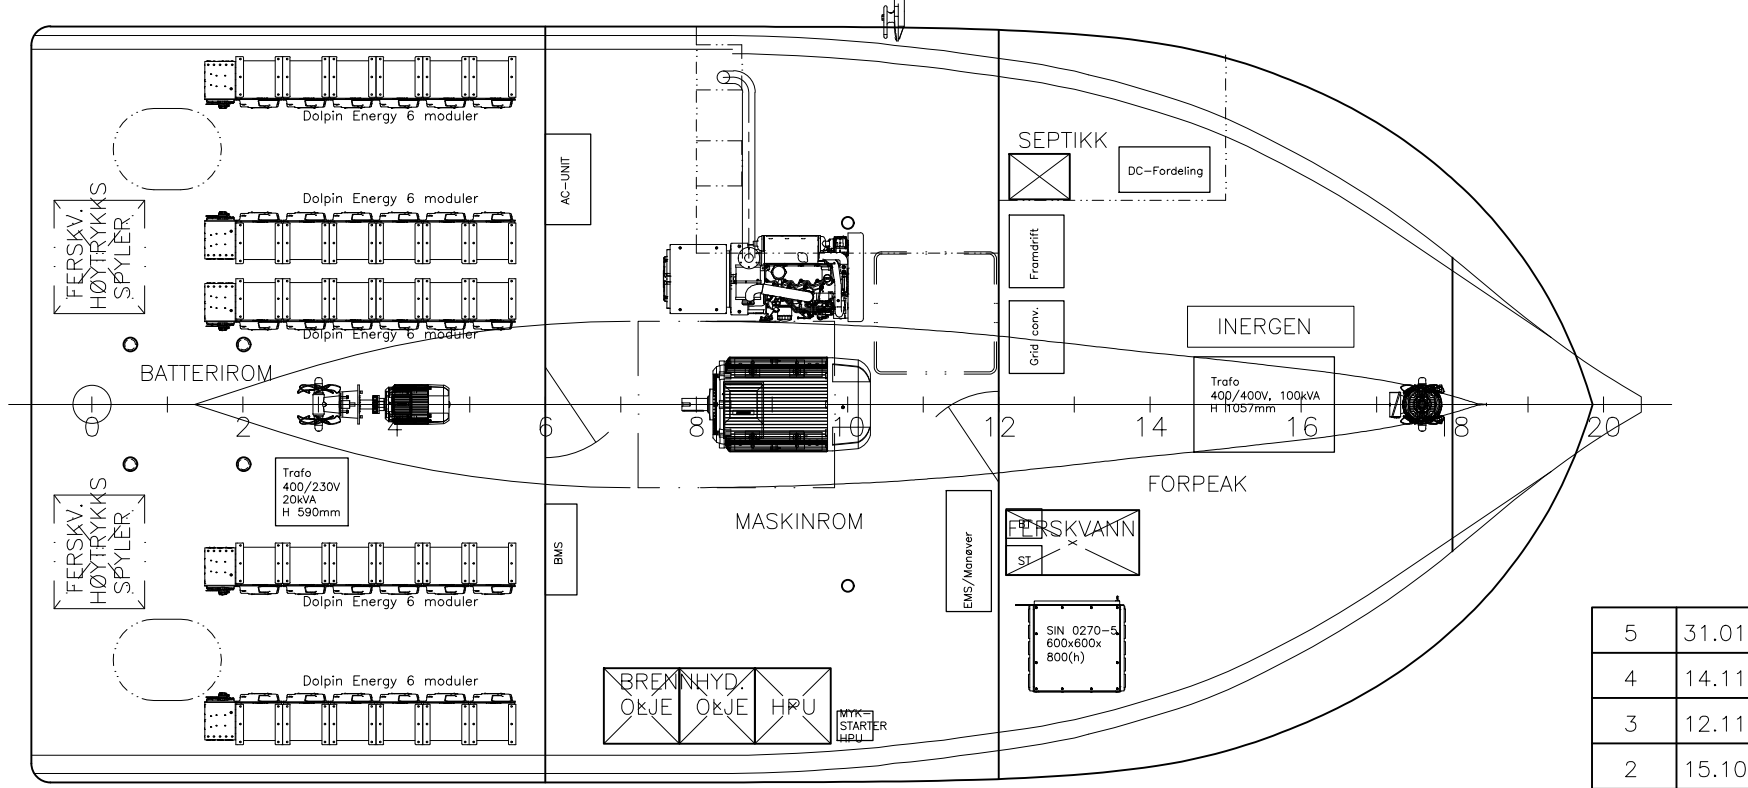 Dolpin Energy 6 moduler
SEPTIKK
DC-Fordeling
AC-UNIT
FERSKV.
HØYTRYKKS
SPYLER
Dolpin Energy 6 moduler
Framdrift
Grid conv.
Dolpin Energy 6 moduler
INERGEN
BATTERIROM
Trafo
400/400V, 100kVA
H 1057mm
0
2
4
6
8
10
12
14
16
18
20
Trafo
400/230V
20kVA
H 590mm
FORPEAK
FERSKV.
HØYTRYKKS
SPYLER
BMS
MASKINROM
EMS/Manøver
FERSKVANN
BT
ST
X
Dolpin Energy 6 moduler
SIN 0270-5
600x600x
800(h)
Dolpin Energy 6 moduler
BRENNHYD.
OLJE
OLJE
HPU
MYK-
STARTER
HPU
5 31.01
4 14.11
3 12.11
2 15.10